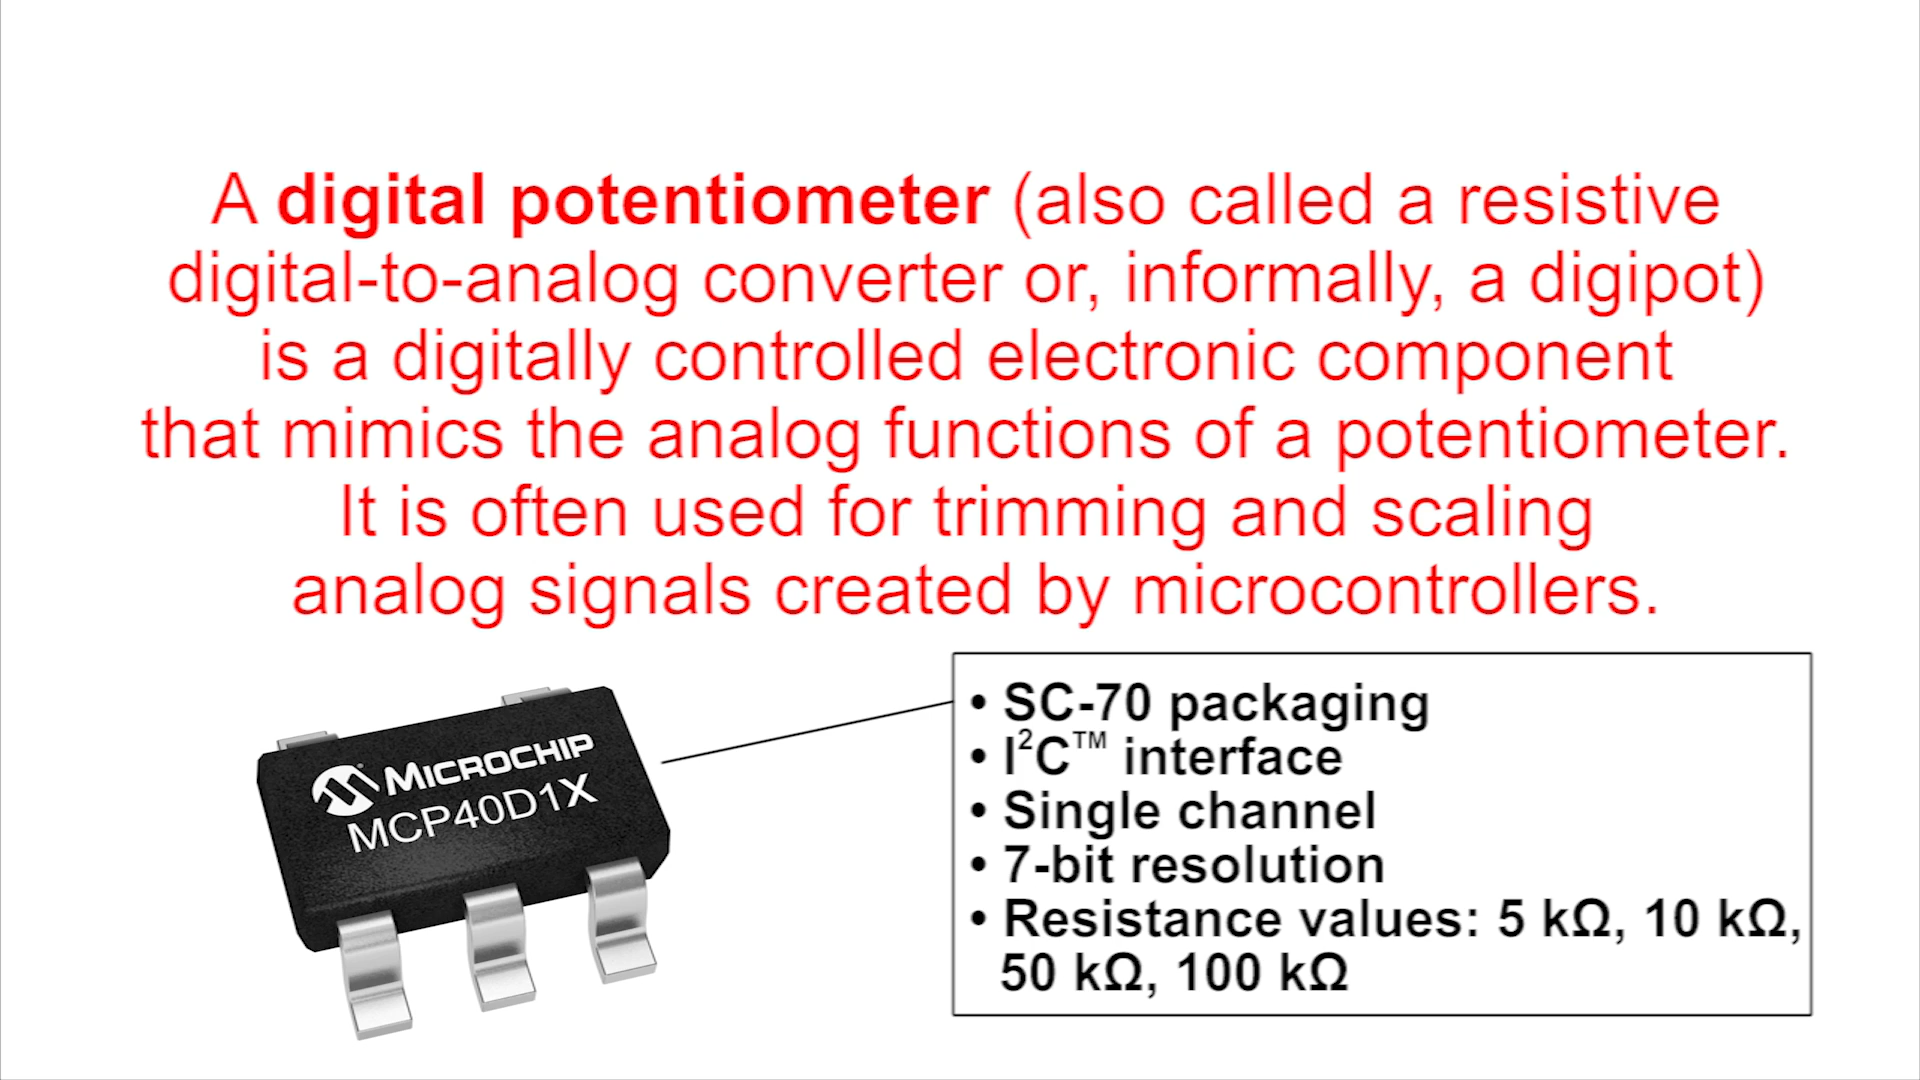 A digital potentiometer (also called a resistive
digital-to-analog converter or, informally, a digipot)
is a digitally controlled electronic component
that mimics the analog functions of a potentiometer.
It is often used for trimming and scaling
analog signals created by microcontrollers.
MICROCHIP
MCP40D1X
• SC-70 packaging
• I²C™ interface
• Single channel
• 7-bit resolution
• Resistance values: 5 kΩ, 10 kΩ,
50 kΩ, 100 kΩ